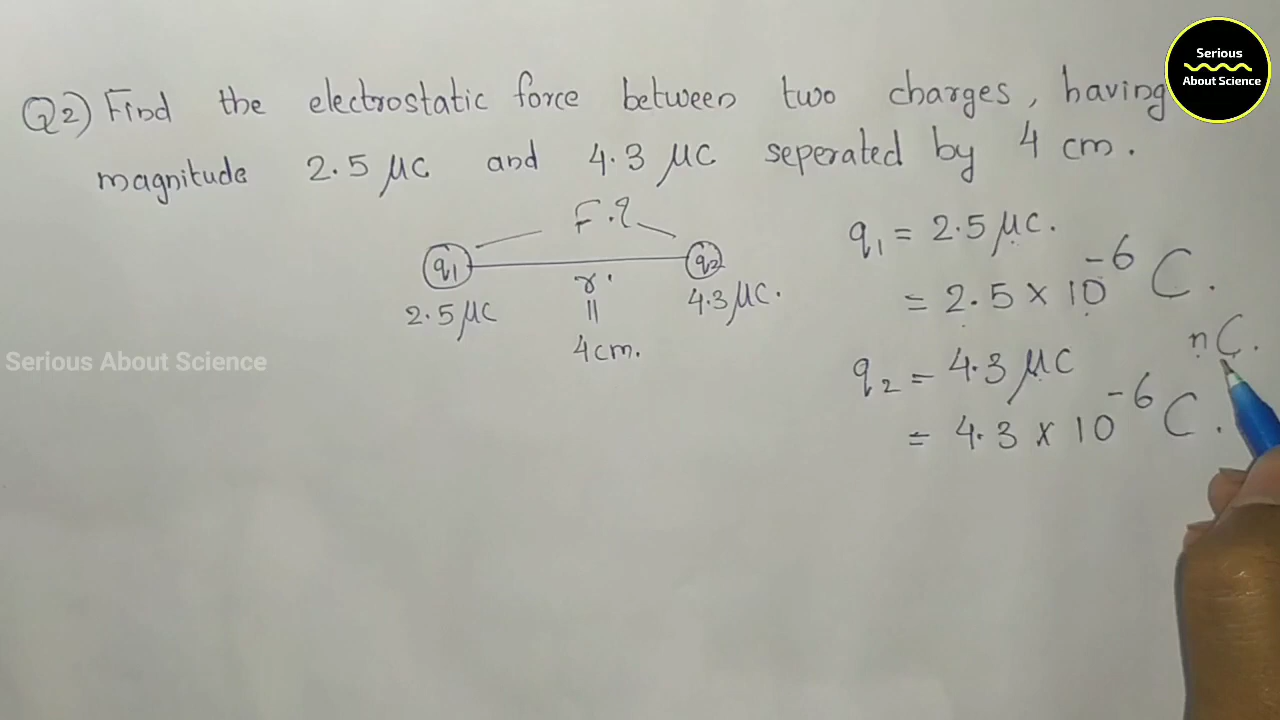 Serious
About Science
Q2) Find the electrostatic force between two charges, having
magnitude 2.5 μC and 4.3 μC seperated by 4 cm.
F.?
q1
q2
r.
2.5 μC
4.3 μC.
||
4cm.
q1 = 2.5 μC.
= 2.5 × 10^-6 C.
nC.
q2 = 4.3 μC
= 4.3 × 10^-6 C.
Serious About Science